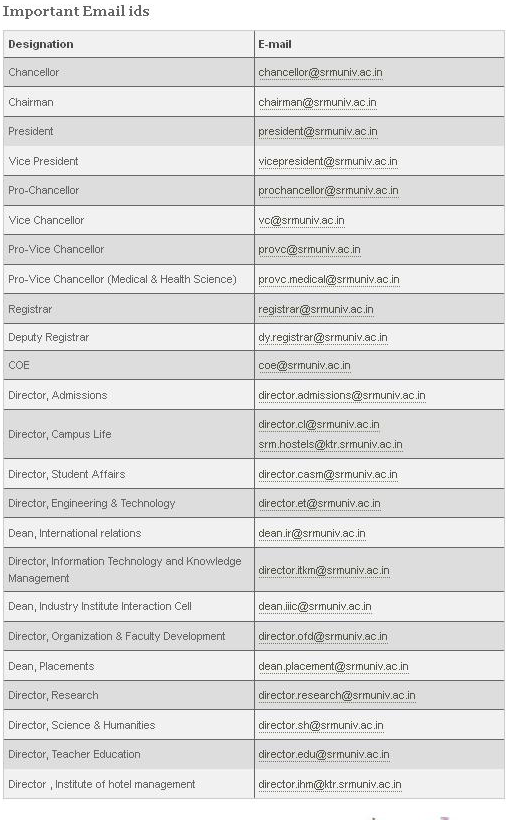 Important Email ids
Designation E-mail
Chancellor chancellor@srmuniv.ac.in
Chairman chairman@srmuniv.ac.in
President president@srmuniv.ac.in
Vice President vicepresident@srmuniv.ac.in
Pro-Chancellor prochancellor@srmuniv.ac.in
Vice Chancellor vc@srmuniv.ac.in
Pro-Vice Chancellor provc@srmuniv.ac.in
Pro-Vice Chancellor (Medical & Health Science) provc.medical@srmuniv.ac.in
Registrar registrar@srmuniv.ac.in
Deputy Registrar dy.registrar@srmuniv.ac.in
COE coe@srmuniv.ac.in
Director, Admissions director.admissions@srmuniv.ac.in
Director, Campus Life director.cl@srmuniv.ac.in
srm.hostels@ktr.srmuniv.ac.in
Director, Student Affairs director.casm@srmuniv.ac.in
Director, Engineering & Technology director.et@srmuniv.ac.in
Dean, International relations dean.ir@srmuniv.ac.in
Director, Information Technology and Knowledge
Management director.itkm@srmuniv.ac.in
Dean, Industry Institute Interaction Cell dean.iiic@srmuniv.ac.in
Director, Organization & Faculty Development director.ofd@srmuniv.ac.in
Dean, Placements dean.placement@srmuniv.ac.in
Director, Research director.research@srmuniv.ac.in
Director, Science & Humanities director.sh@srmuniv.ac.in
Director, Teacher Education director.edu@srmuniv.ac.in
Director , Institute of hotel management director.ihm@ktr.srmuniv.ac.in